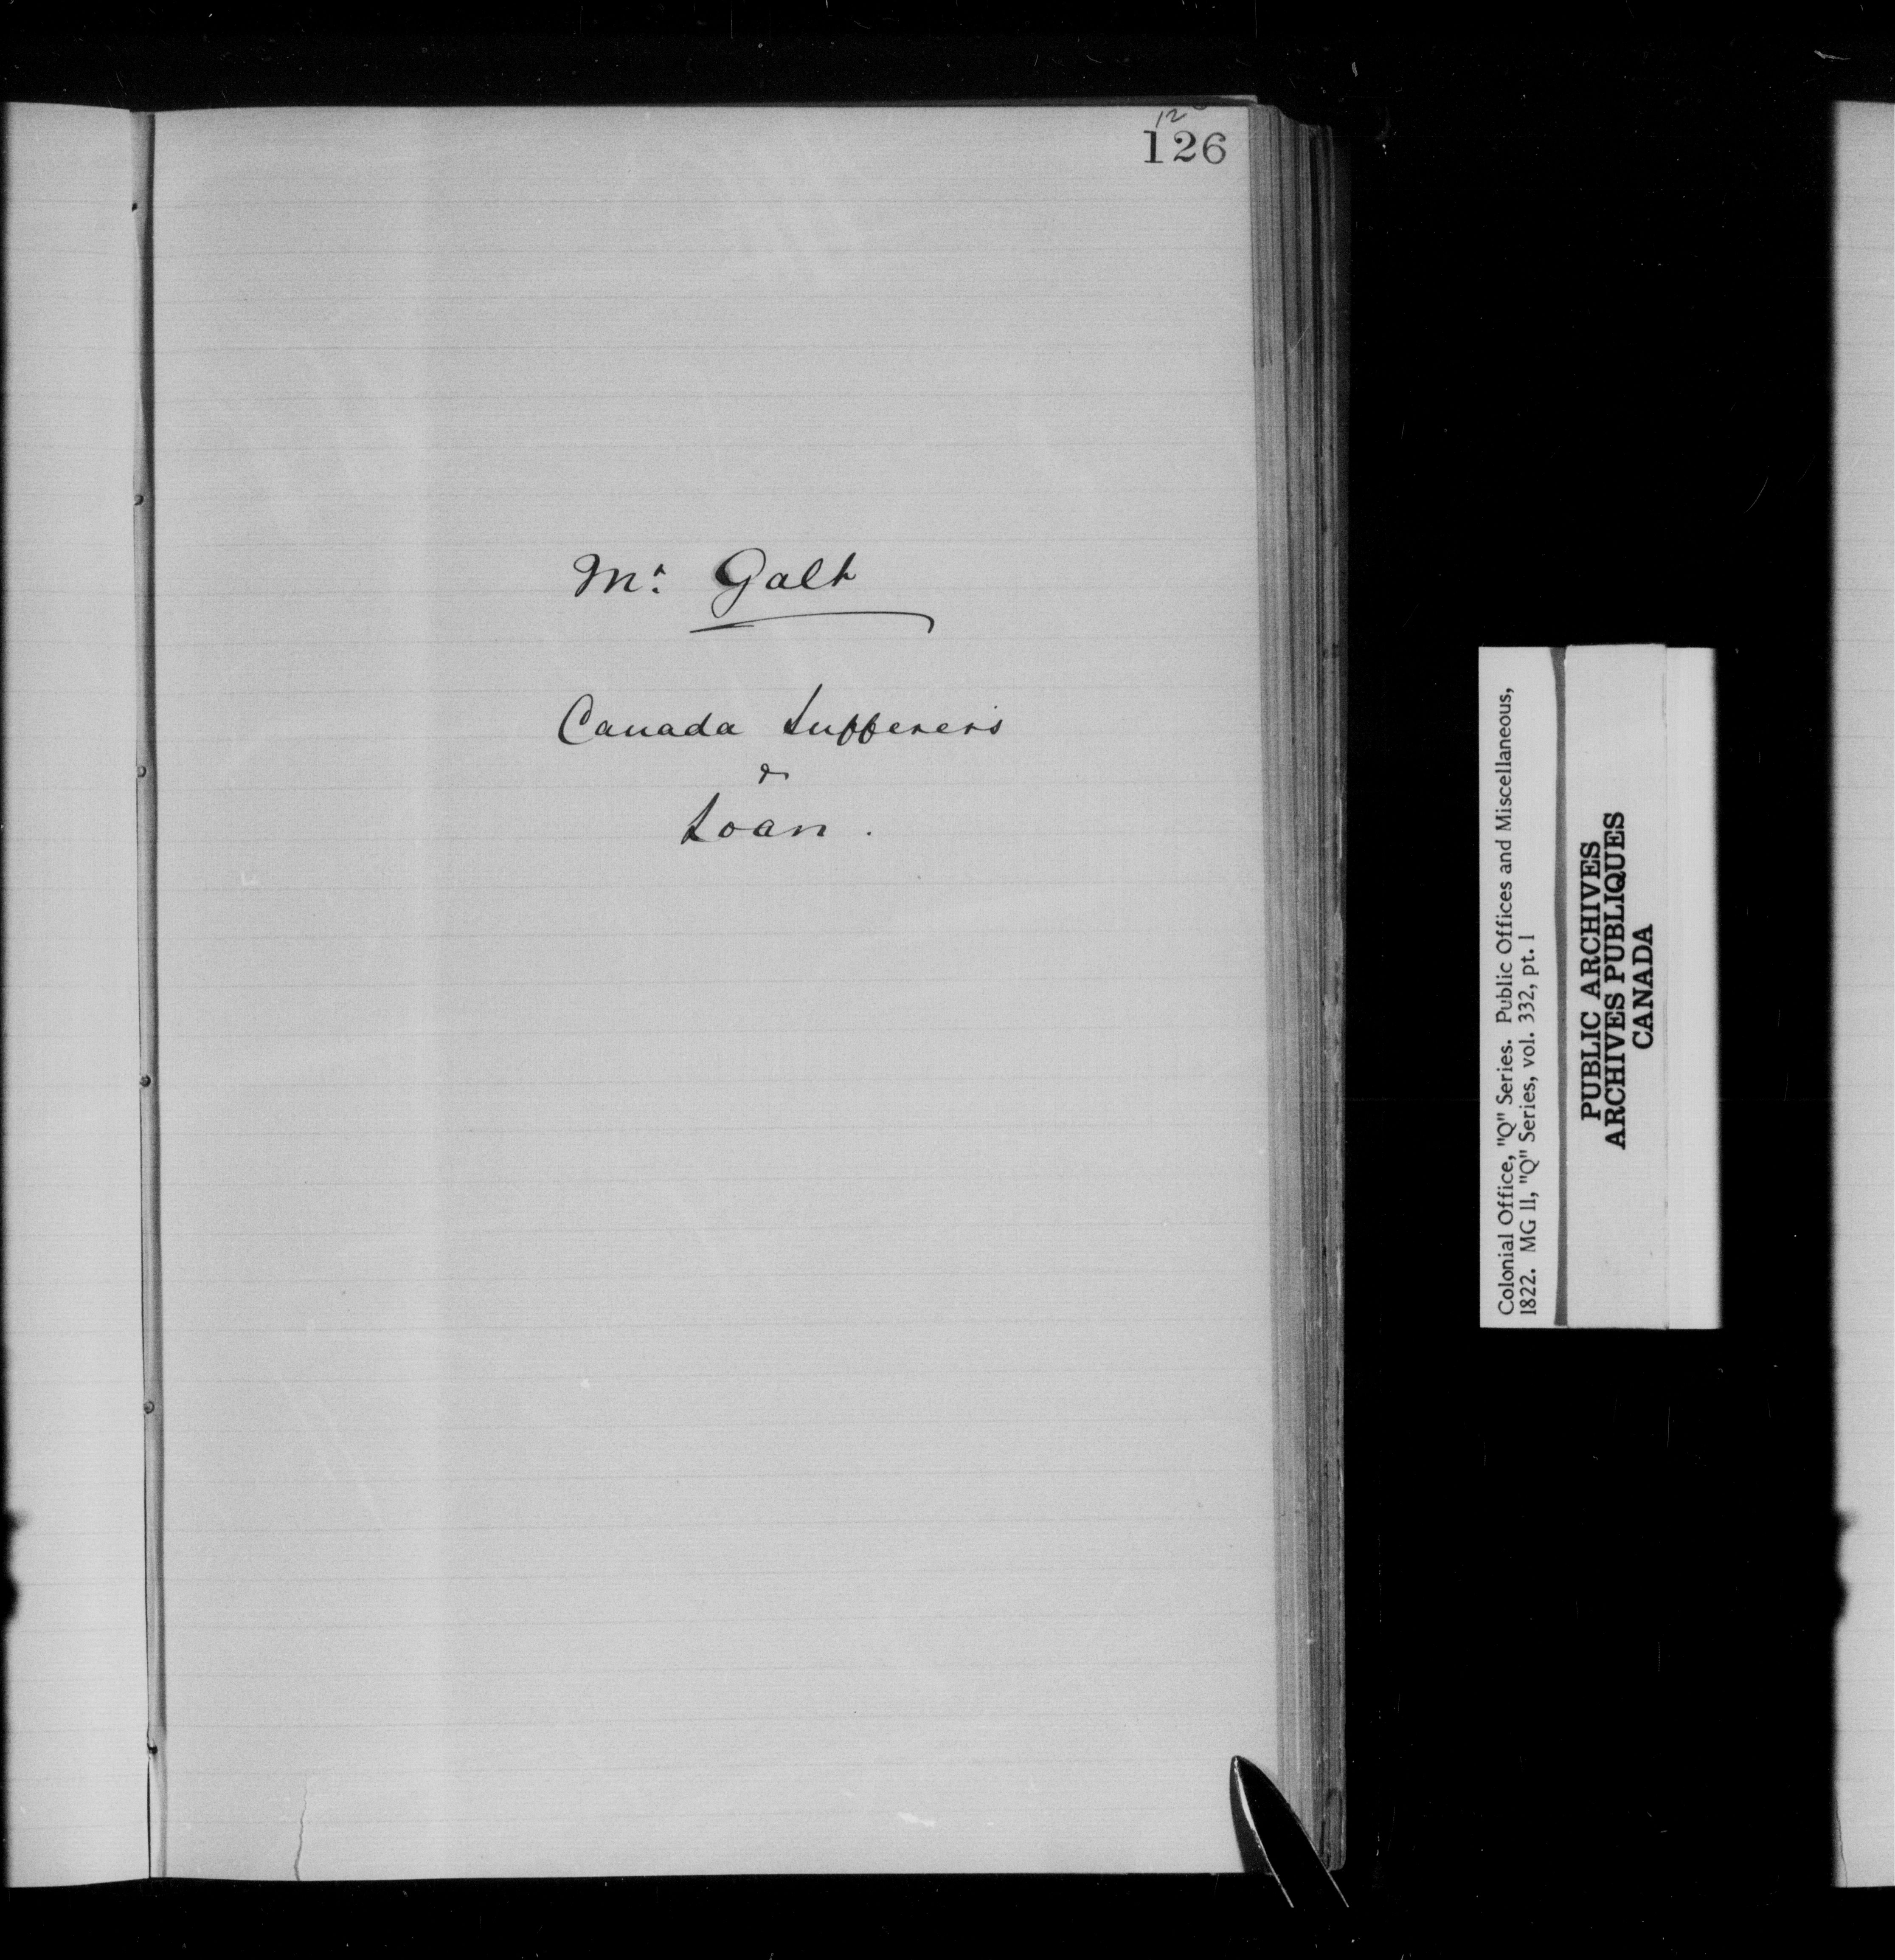 126
Mr. Galt
Canada Sufferers
&
Loan.
Colonial Office, "Q" Series. Public Offices and Miscellaneous,
1822. MG 11, "Q" Series, vol. 332, pt. 1
PUBLIC ARCHIVES
ARCHIVES PUBLIQUES
CANADA